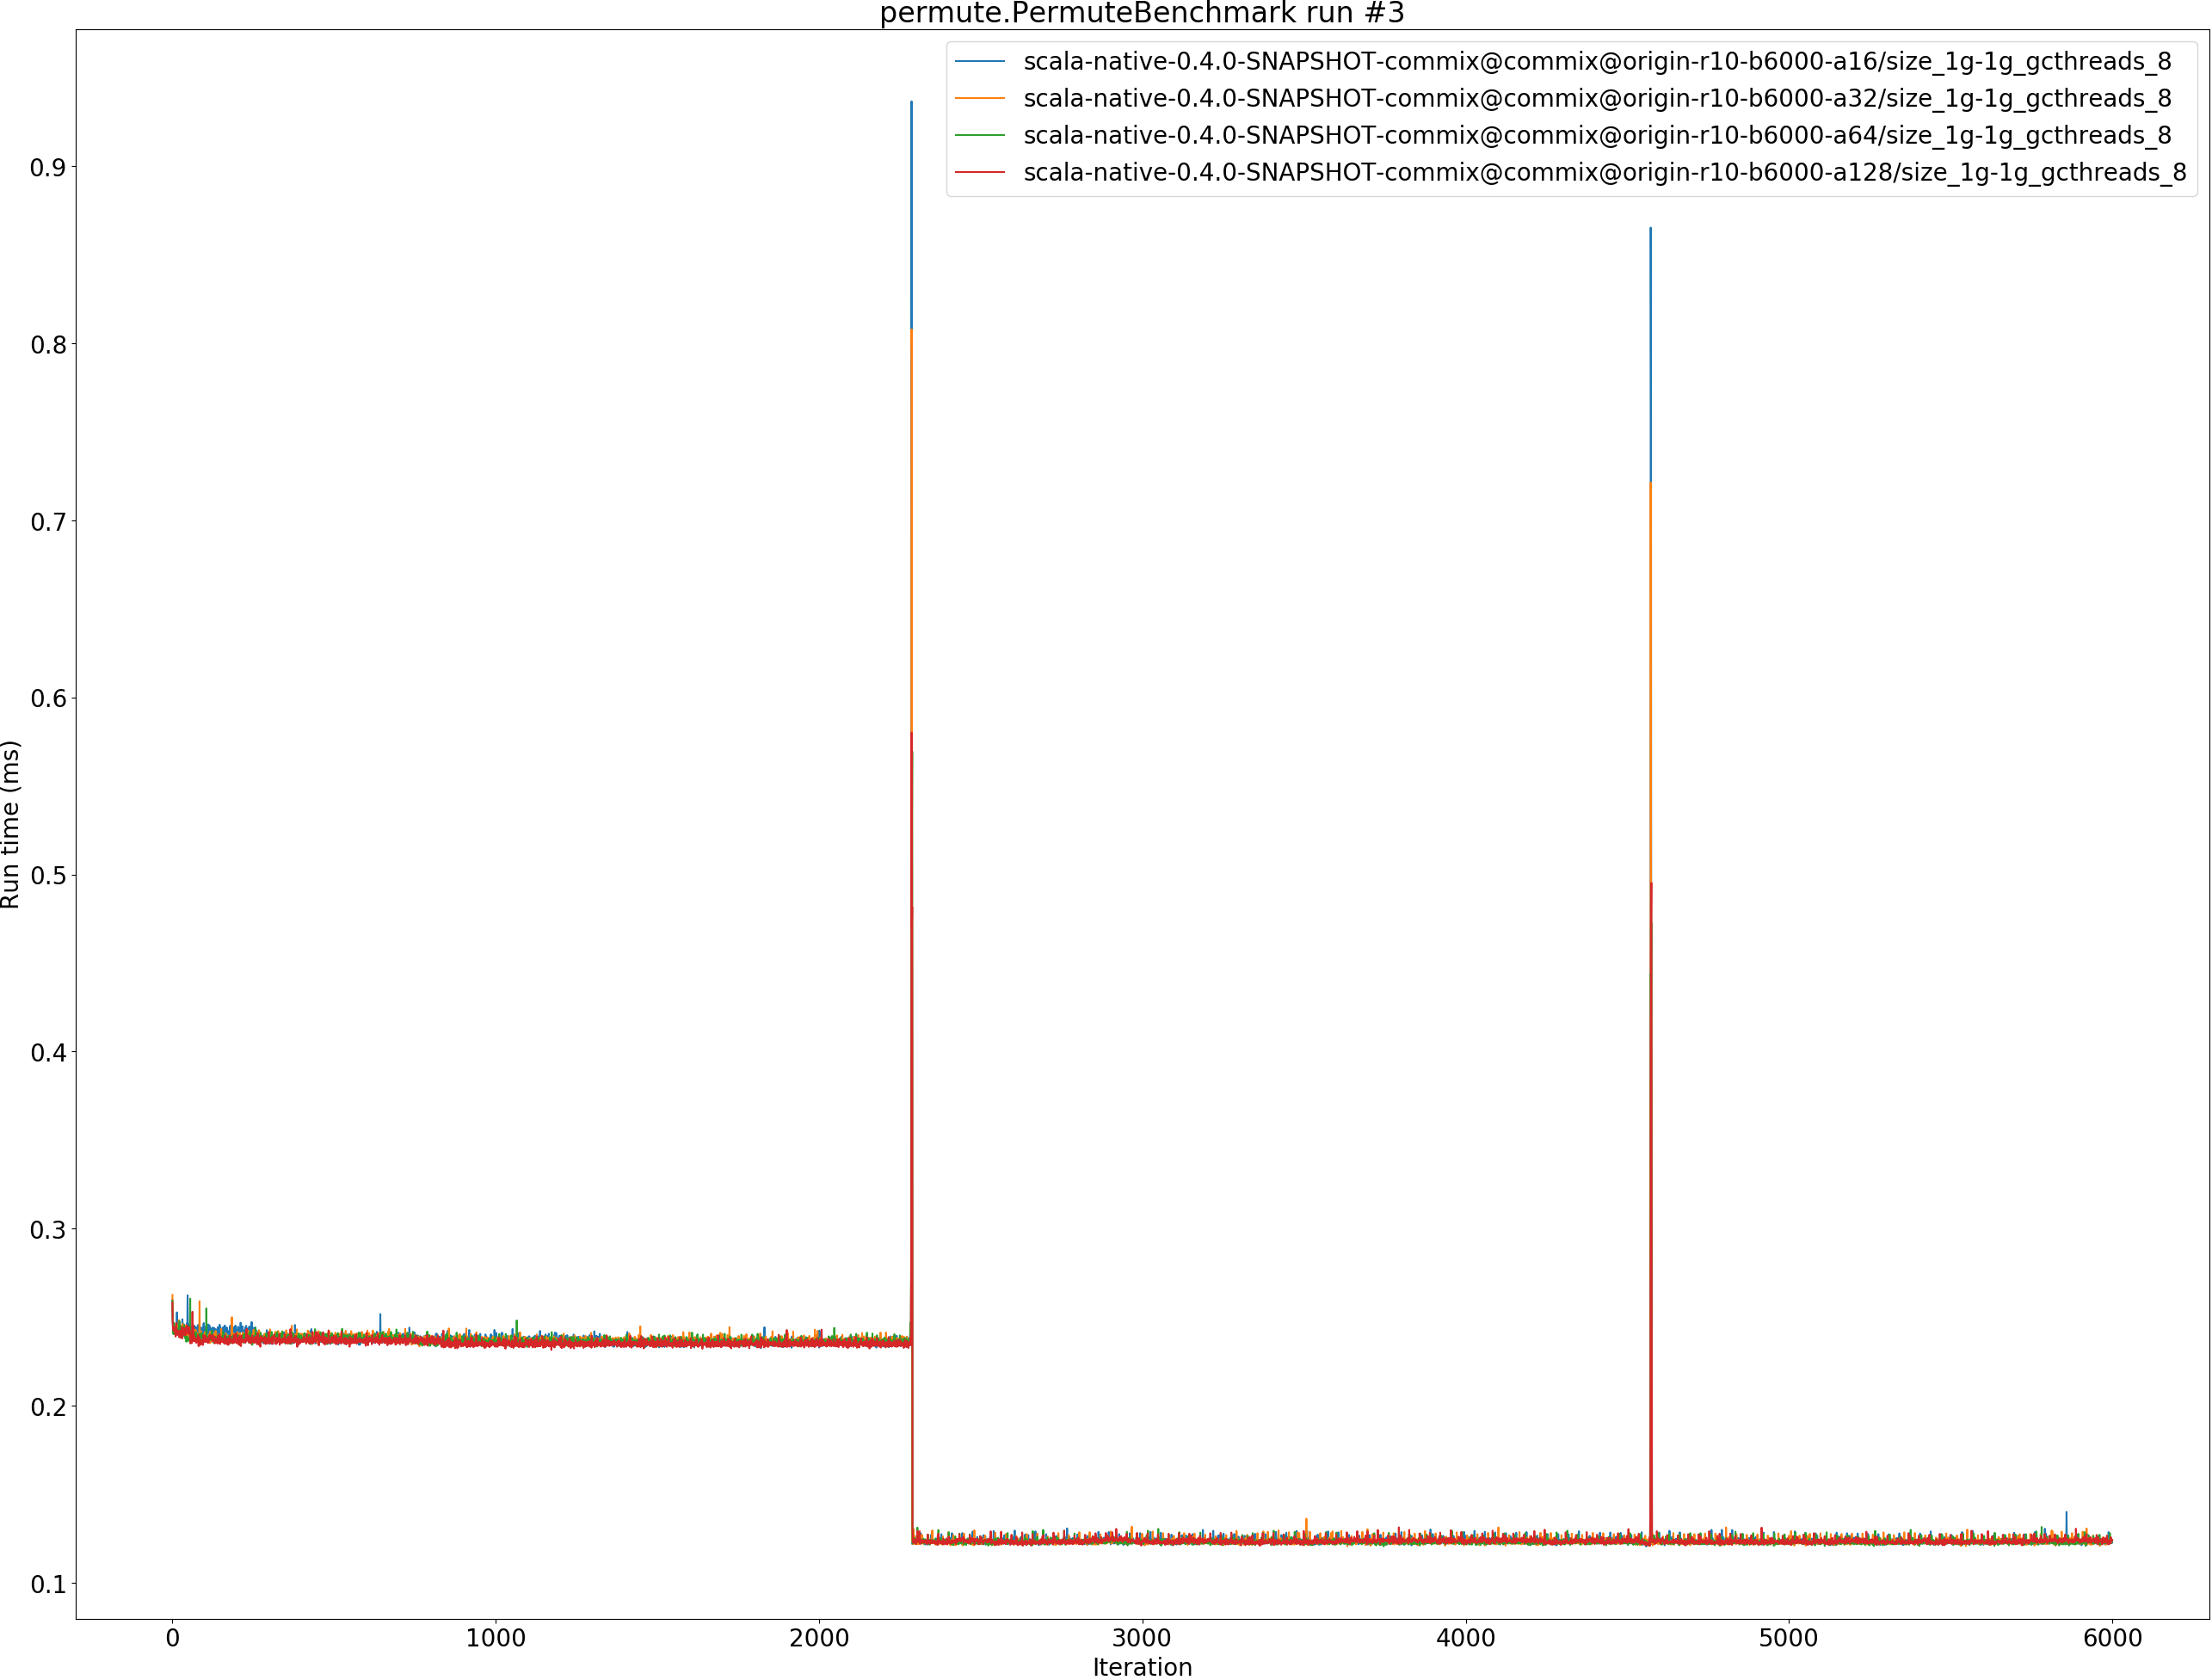 permute.PermuteBenchmark run #3
scala-native-0.4.0-SNAPSHOT-commix@commix@origin-r10-b6000-a16/size_1g-1g_gcthreads_8
scala-native-0.4.0-SNAPSHOT-commix@commix@origin-r10-b6000-a32/size_1g-1g_gcthreads_8
scala-native-0.4.0-SNAPSHOT-commix@commix@origin-r10-b6000-a64/size_1g-1g_gcthreads_8
scala-native-0.4.0-SNAPSHOT-commix@commix@origin-r10-b6000-a128/size_1g-1g_gcthreads_8
0.9
0.8
0.7
0.6
0.5
0.4
0.3
0.2
0.1
Run time (ms)
0 1000 2000 3000 4000 5000 6000
Iteration